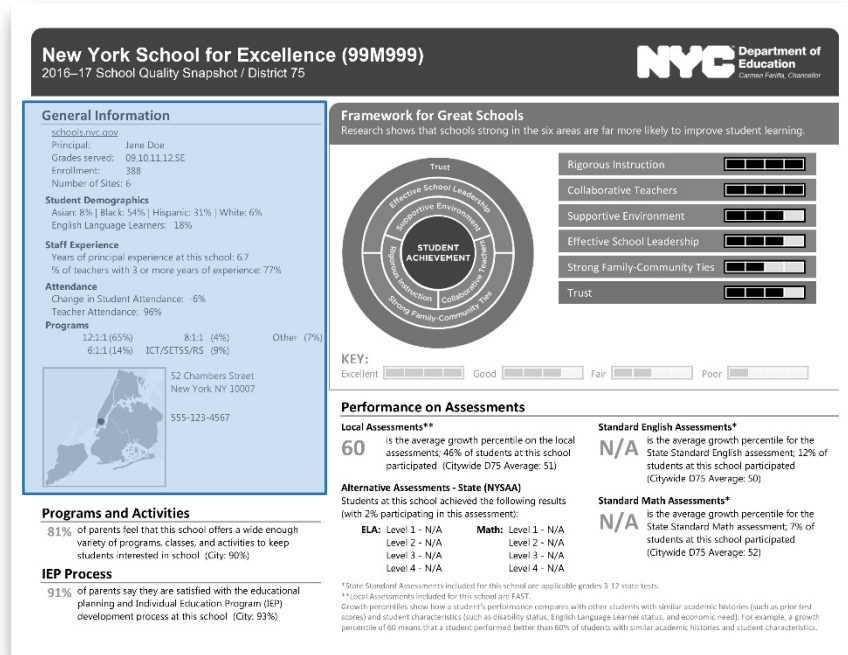 New York School for Excellence (99M999)
2016–17 School Quality Snapshot / District 75
NYC Department of
Education
Carmen Fariña, Chancellor
General Information
schools.nyc.gov
Principal: Jane Doe
Grades served: 09,10,11,12,SE
Enrollment: 388
Number of Sites: 6
Student Demographics
Asian: 8% | Black: 54% | Hispanic: 31% | White: 6%
English Language Learners: 18%
Staff Experience
Years of principal experience at this school: 6.7
% of teachers with 3 or more years of experience: 77%
Attendance
Change in Student Attendance: -6%
Teacher Attendance: 96%
Programs
12:1:1 (65%) 8:1:1 (4%) Other (7%)
6:1:1 (14%) ICT/SETSS/RS (9%)
52 Chambers Street
New York NY 10007
555-123-4567
Programs and Activities
81% of parents feel that this school offers a wide enough
variety of programs, classes, and activities to keep
students interested in school (City: 90%)
IEP Process
91% of parents say they are satisfied with the educational
planning and Individual Education Program (IEP)
development process at this school (City: 93%)
Framework for Great Schools
Research shows that schools strong in the six areas are far more likely to improve student learning.
Trust
Effective School Leadership
Supportive Environment
STUDENT
ACHIEVEMENT
Rigorous Instruction
Collaborative Teachers
Strong Family-Community Ties
Rigorous Instruction
Collaborative Teachers
Supportive Environment
Effective School Leadership
Strong Family-Community Ties
Trust
KEY:
Excellent Good Fair Poor
Performance on Assessments
Local Assessments**
60 is the average growth percentile on the local
assessments; 46% of students at this school
participated (Citywide D75 Average: 51)
Alternative Assessments - State (NYSAA)
Students at this school achieved the following results
(with 2% participating in this assessment):
ELA: Level 1 - N/A Math: Level 1 - N/A
Level 2 - N/A Level 2 - N/A
Level 3 - N/A Level 3 - N/A
Level 4 - N/A Level 4 - N/A
Standard English Assessments*
N/A is the average growth percentile for the
State Standard English assessment; 12% of
students at this school participated
(Citywide D75 Average: 50)
Standard Math Assessments*
N/A is the average growth percentile for the
State Standard Math assessment; 7% of
students at this school participated
(Citywide D75 Average: 52)
*State Standard Assessments included for this school are applicable grades 3-12 state tests.
**Local Assessments included for this school are FAST.
Growth percentiles show how a student's performance compares with other students with similar academic histories (such as prior test
scores) and student characteristics (such as disability status, English Language Learner status, and economic need). For example, a growth
percentile of 60 means that a student performed better than 60% of students with similar academic histories and student characteristics.